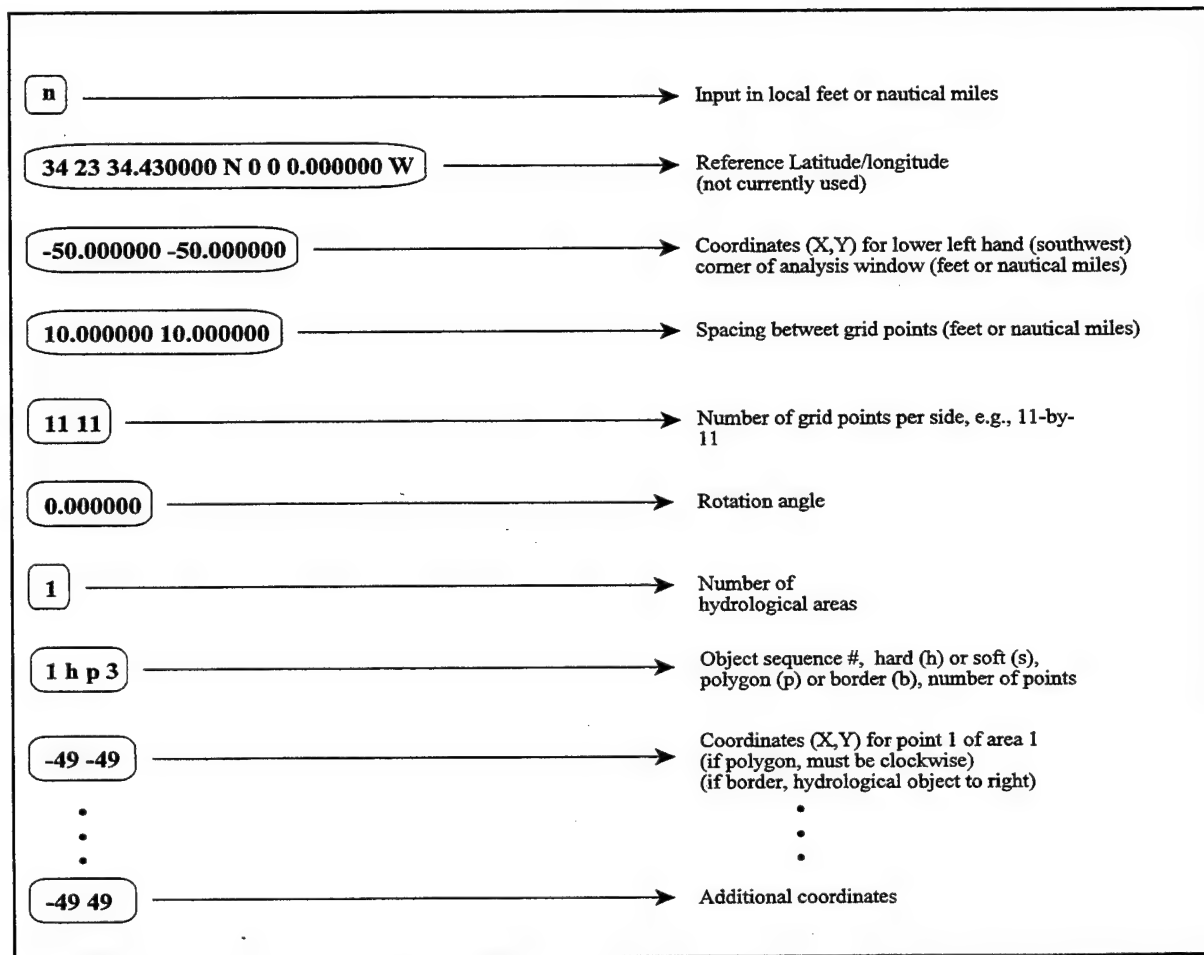 n
Input in local feet or nautical miles
34 23 34.430000 N 0 0 0.000000 W
Reference Latitude/longitude
(not currently used)
-50.000000 -50.000000
Coordinates (X,Y) for lower left hand (southwest)
corner of analysis window (feet or nautical miles)
10.000000 10.000000
Spacing betweet grid points (feet or nautical miles)
11 11
Number of grid points per side, e.g., 11-by-
11
0.000000
Rotation angle
1
Number of
hydrological areas
1 h p 3
Object sequence #, hard (h) or soft (s),
polygon (p) or border (b), number of points
-49 -49
Coordinates (X,Y) for point 1 of area 1
(if polygon, must be clockwise)
(if border, hydrological object to right)
-49 49
Additional coordinates